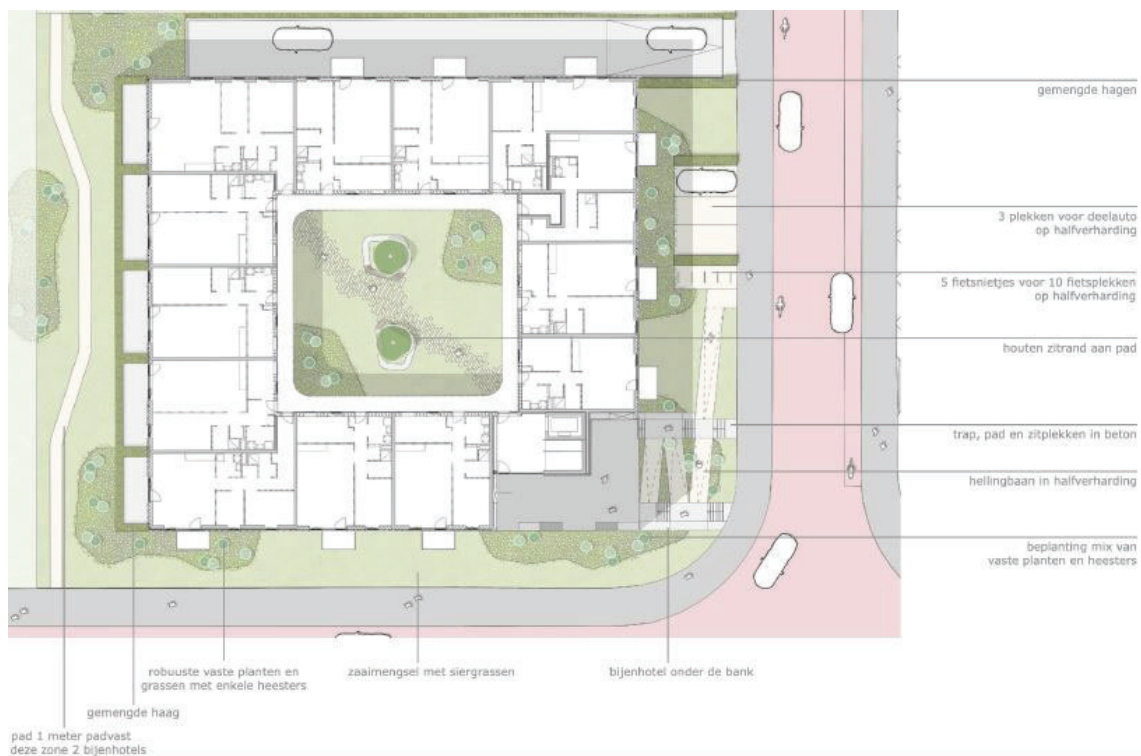 gemengde hagen
3 plekken voor deelauto
op halfverharding
5 fietsnietjes voor 10 fietsplekken
op halfverharding
houten zitrand aan pad
trap, pad en zitplekken in beton
hellingbaan in halfverharding
beplanting mix van
vaste planten en heesters
robuuste vaste planten en
grassen met enkele heesters
zaaimengsel met siergrassen
bijenhotel onder de bank
gemengde haag
pad 1 meter padvast
deze zone 2 bijenhotels